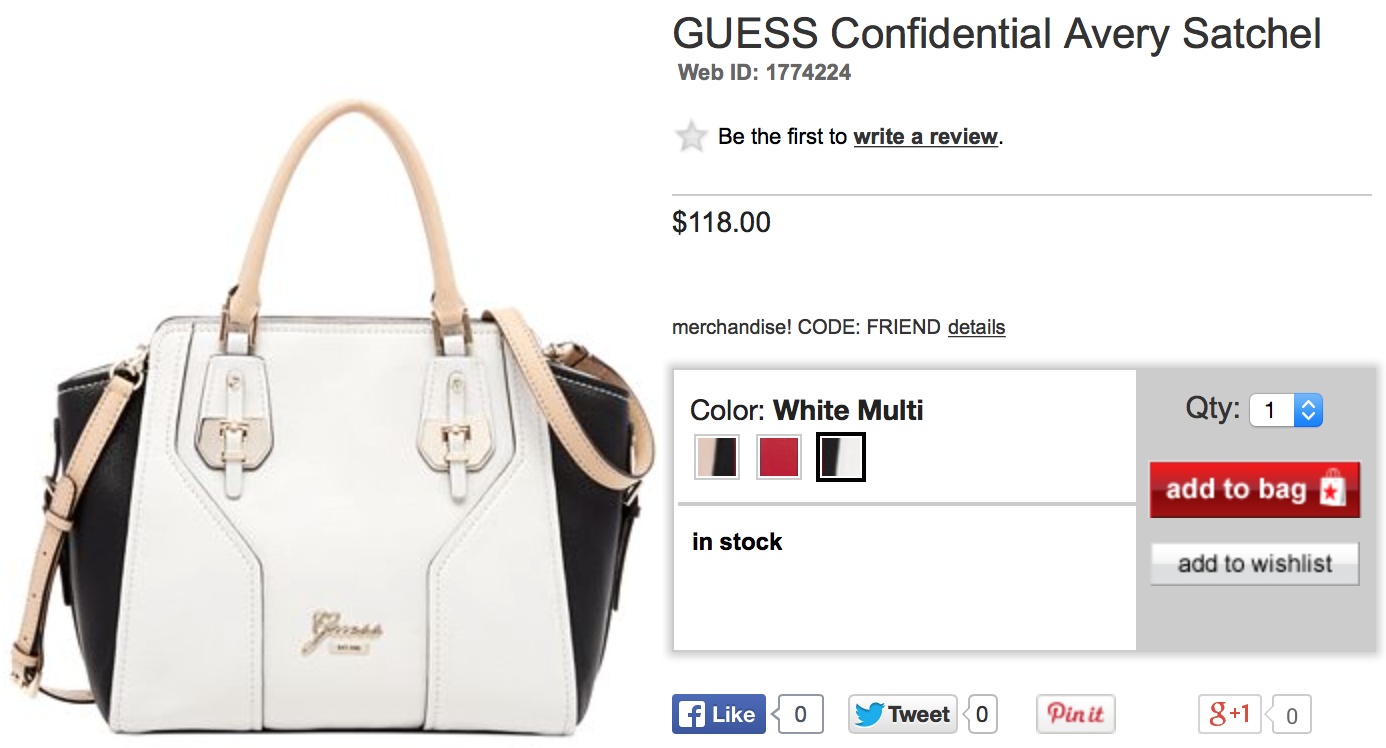 GUESS Confidential Avery Satchel
Web ID: 1774224
Be the first to write a review.
$118.00
merchandise! CODE: FRIEND details
Color: White Multi
Qty: 1
add to bag
in stock
add to wishlist
Guess
Like 0
Tweet 0
Pin it
g+1 0